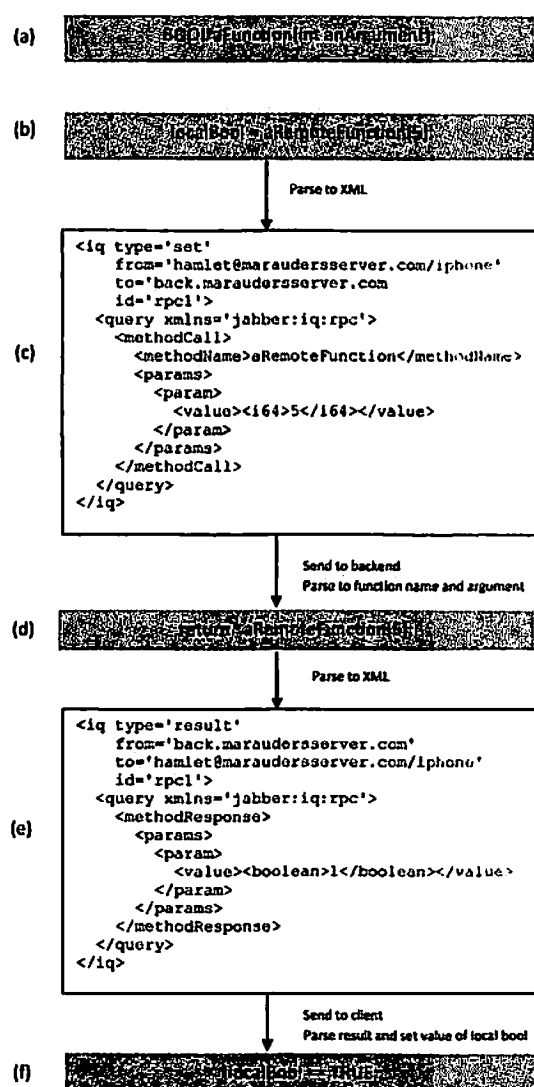 (a)
BOOL aFunction(int anArgument);
(b)
localBool = aRemoteFunction(5);
Parse to XML
(c)
<iq type='set'
from='hamlet@maraudersserver.com/iphone'
to='back.maraudersserver.com
id='rpc1'>
<query xmlns='jabber:iq:rpc'>
<methodCall>
<methodName>aRemoteFunction</methodName>
<params>
<param>
<value><i64>5</i64></value>
</param>
</params>
</methodCall>
</query>
</iq>
Send to backend
Parse to function name and argument
(d)
return aRemoteFunction(5);
Parse to XML
(e)
<iq type='result'
from='back.maraudersserver.com'
to='hamlet@maraudersserver.com/iphone'
id='rpc1'>
<query xmlns='jabber:iq:rpc'>
<methodResponse>
<params>
<param>
<value><boolean>1</boolean></value>
</param>
</params>
</methodResponse>
</query>
</iq>
Send to client
Parse result and set value of local bool
(f)
localBool == TRUE